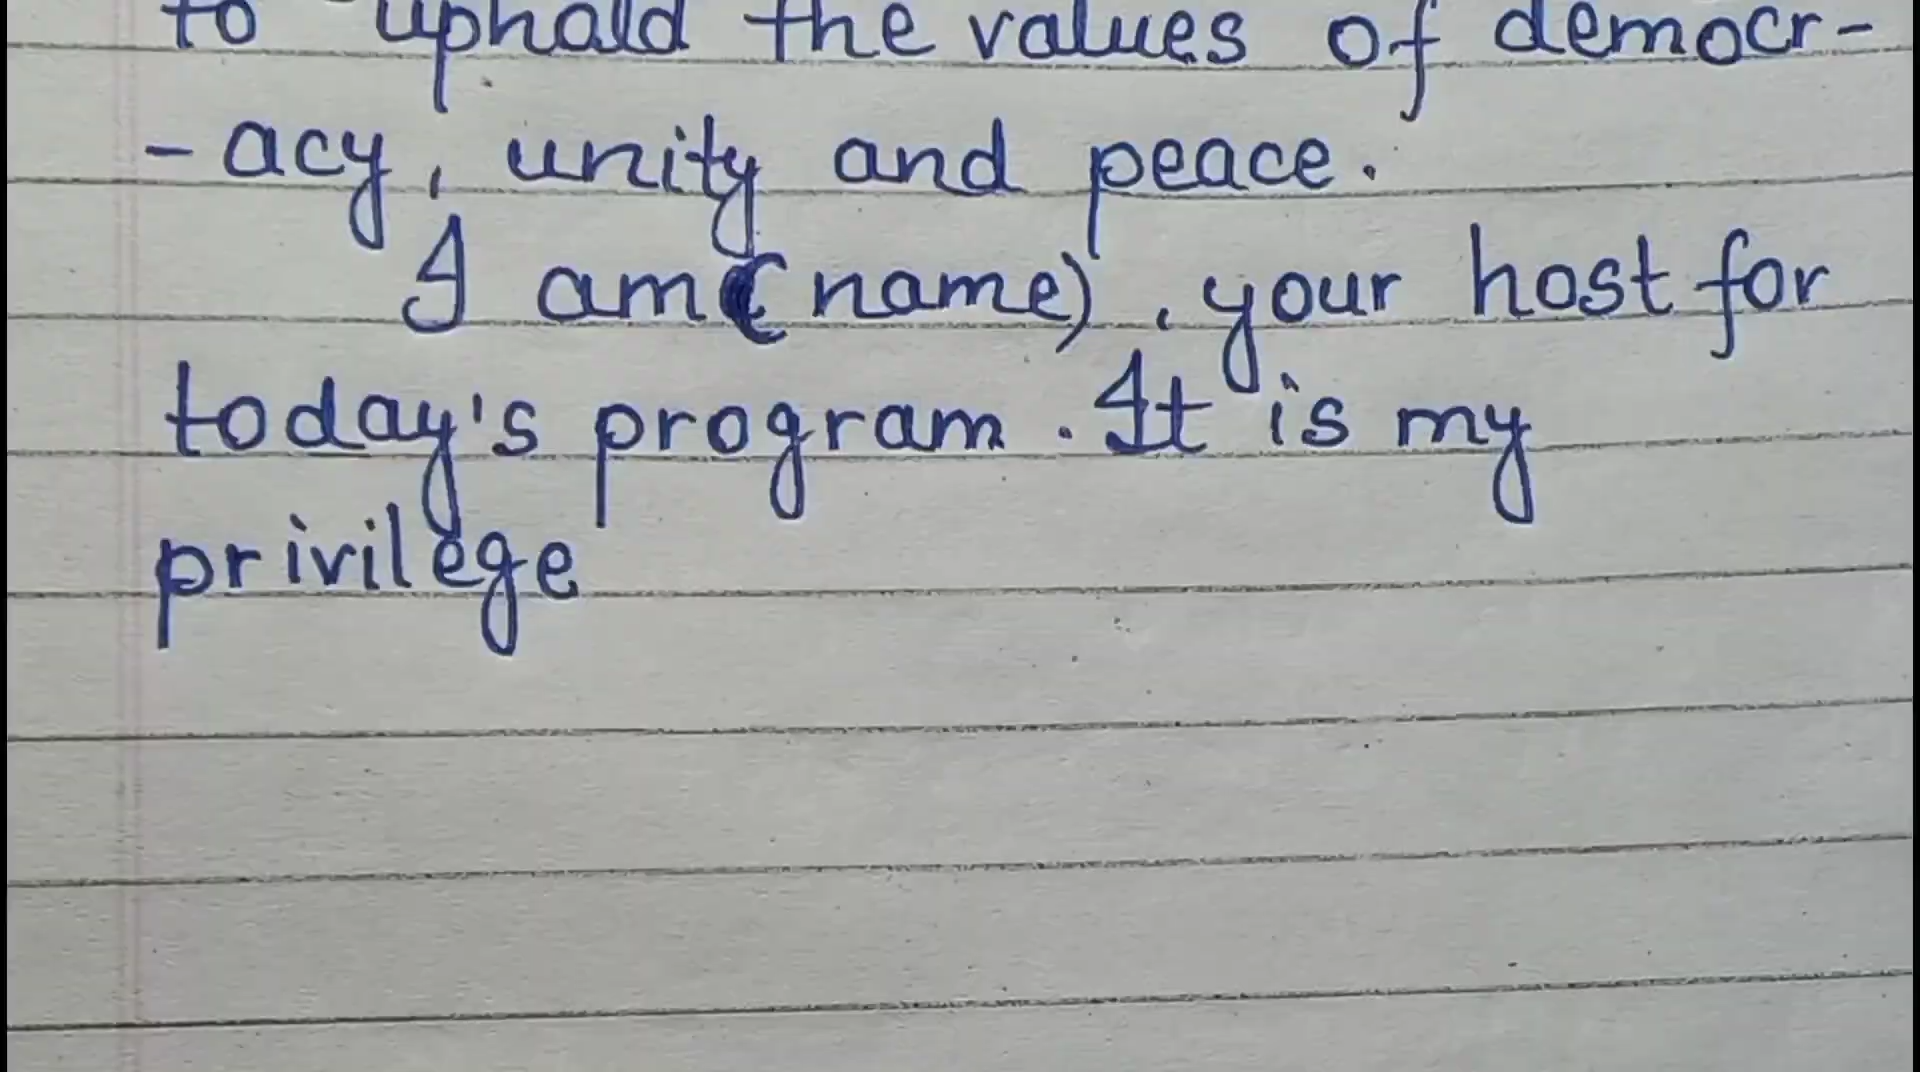 to uphald the values of democr-
-acy, unity and peace.
I am (name), your host for
today's program. It is my
privilege